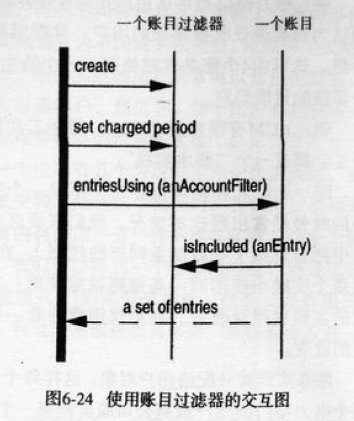 一个账目过滤器 一个账目
create
set charged period
entriesUsing (anAccountFilter)
isIncluded (anEntry)
a set of entries
图6-24 使用账目过滤器的交互图